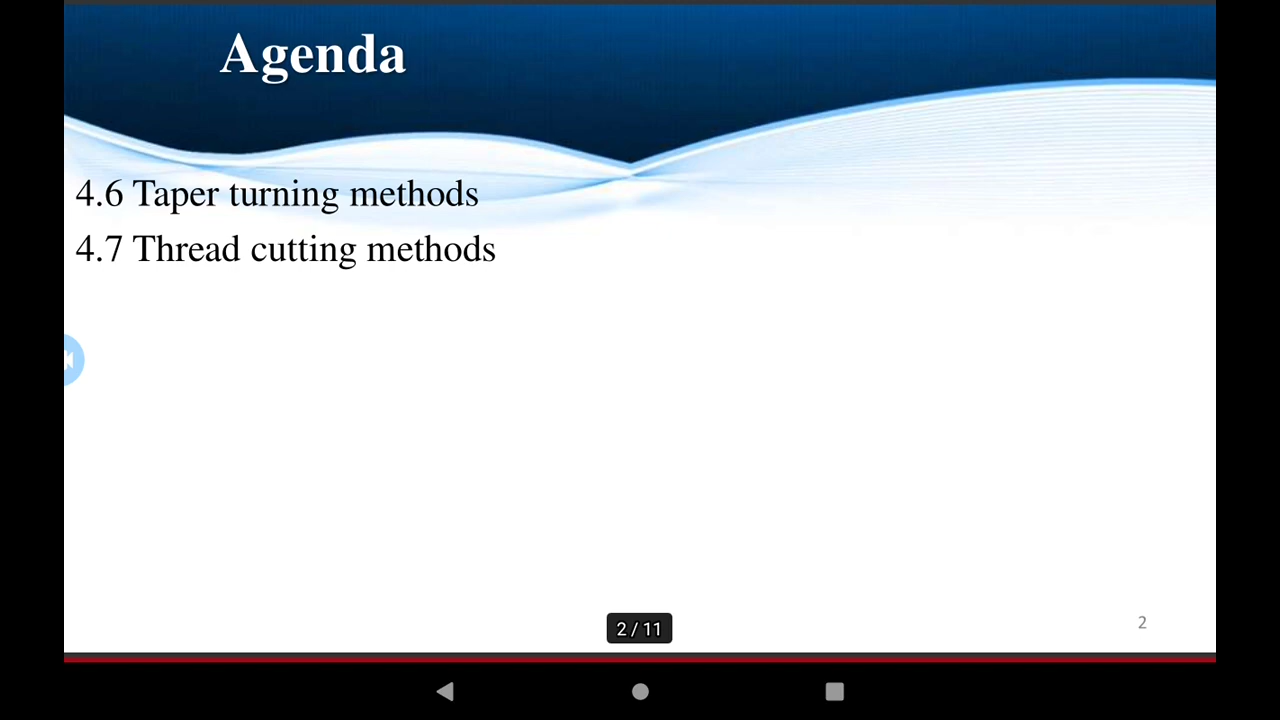 Agenda
4.6 Taper turning methods
4.7 Thread cutting methods
2 / 11
2